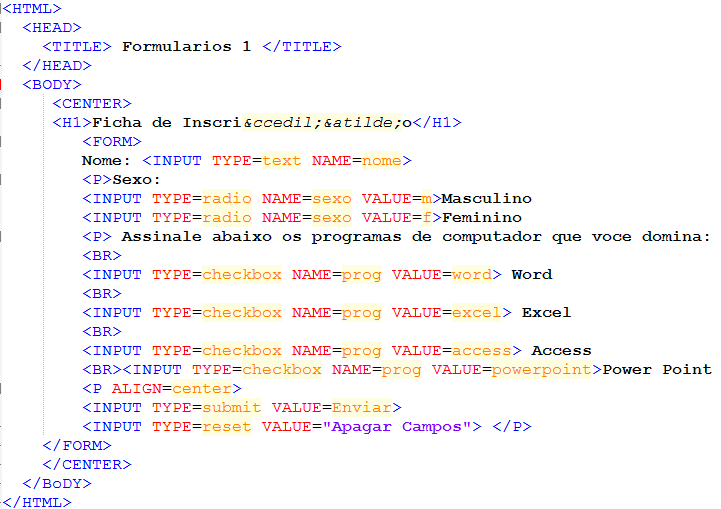 <HTML>
<HEAD>
<TITLE> Formularios 1 </TITLE>
</HEAD>
<BODY>
<CENTER>
<H1>Ficha de Inscri&ccedil;&atilde;o</H1>
<FORM>
Nome: <INPUT TYPE=text NAME=nome>
<P>Sexo:
<INPUT TYPE=radio NAME=sexo VALUE=m>Masculino
<INPUT TYPE=radio NAME=sexo VALUE=f>Feminino
<P> Assinale abaixo os programas de computador que voce domina:
<BR>
<INPUT TYPE=checkbox NAME=prog VALUE=word> Word
<BR>
<INPUT TYPE=checkbox NAME=prog VALUE=excel> Excel
<BR>
<INPUT TYPE=checkbox NAME=prog VALUE=access> Access
<BR><INPUT TYPE=checkbox NAME=prog VALUE=powerpoint>Power Point
<P ALIGN=center>
<INPUT TYPE=submit VALUE=Enviar>
<INPUT TYPE=reset VALUE="Apagar Campos"> </P>
</FORM>
</CENTER>
</BoDY>
</HTML>